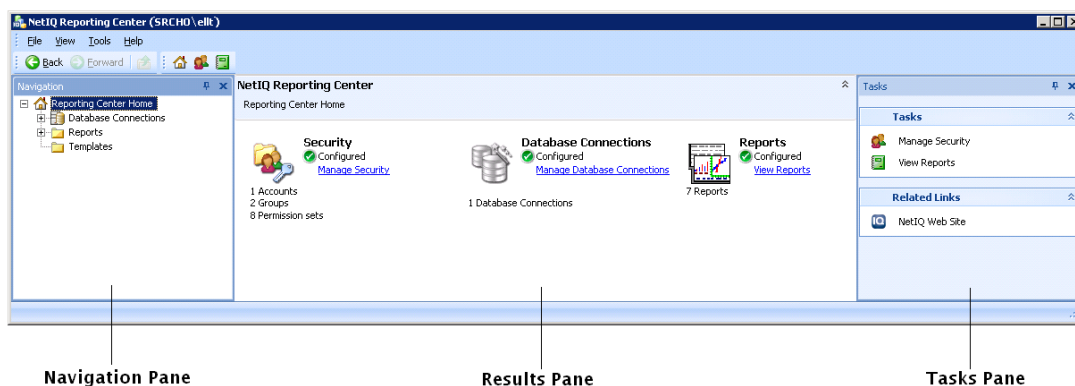 NetIQ Reporting Center (SRCHO\ellt)
File View Tools Help
Back Forward
Navigation
Reporting Center Home
Database Connections
Reports
Templates
NetIQ Reporting Center
Reporting Center Home
Security
Configured
Manage Security
1 Accounts
2 Groups
8 Permission sets
Database Connections
Configured
Manage Database Connections
1 Database Connections
Reports
Configured
View Reports
7 Reports
Tasks
Tasks
Manage Security
View Reports
Related Links
IQ NetIQ Web Site
Navigation Pane
Results Pane
Tasks Pane